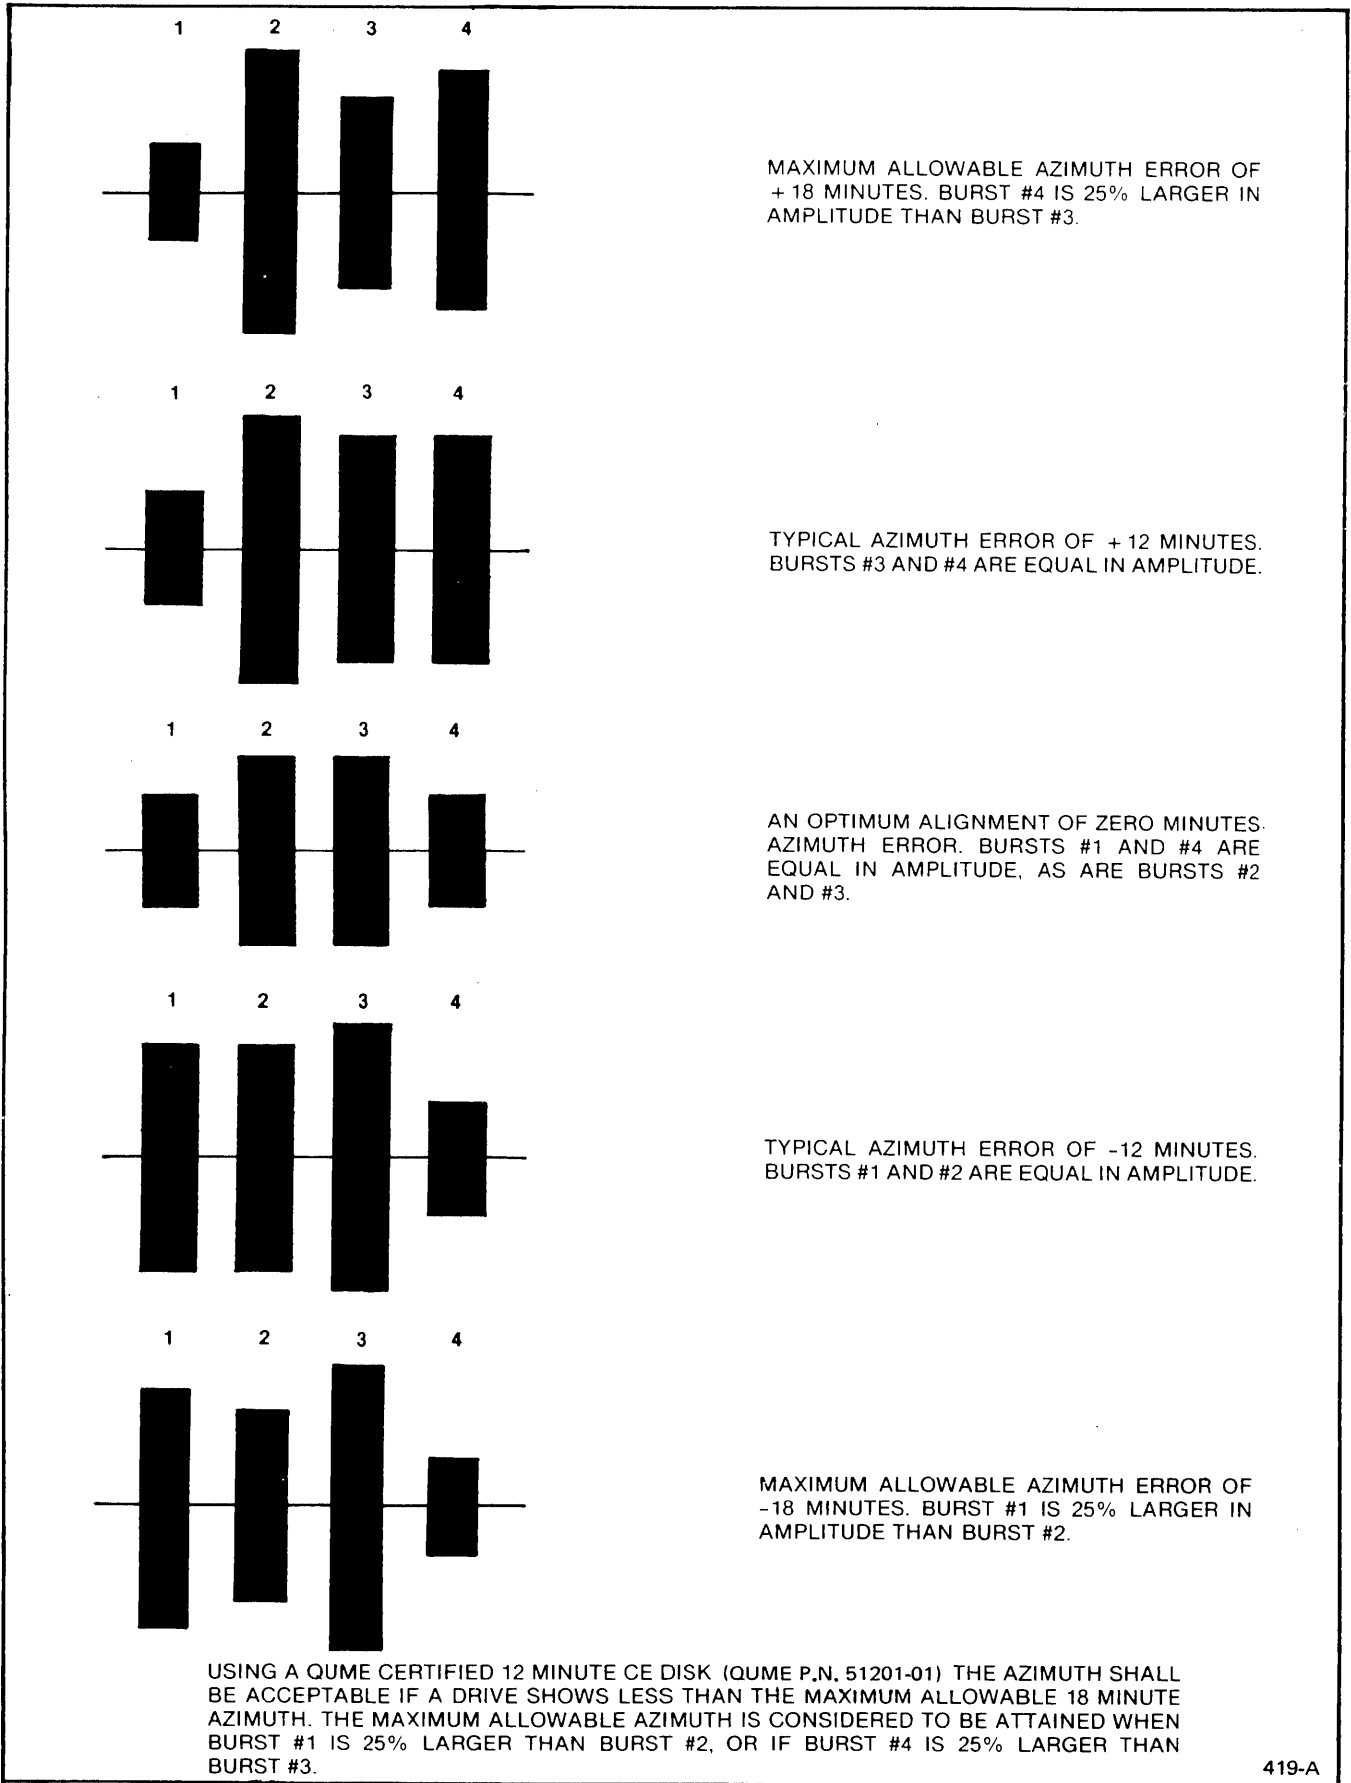 1 2 3 4
MAXIMUM ALLOWABLE AZIMUTH ERROR OF
+ 18 MINUTES. BURST #4 IS 25% LARGER IN
AMPLITUDE THAN BURST #3.
1 2 3 4
TYPICAL AZIMUTH ERROR OF + 12 MINUTES.
BURSTS #3 AND #4 ARE EQUAL IN AMPLITUDE.
1 2 3 4
AN OPTIMUM ALIGNMENT OF ZERO MINUTES
AZIMUTH ERROR. BURSTS #1 AND #4 ARE
EQUAL IN AMPLITUDE, AS ARE BURSTS #2
AND #3.
1 2 3 4
TYPICAL AZIMUTH ERROR OF -12 MINUTES.
BURSTS #1 AND #2 ARE EQUAL IN AMPLITUDE.
1 2 3 4
MAXIMUM ALLOWABLE AZIMUTH ERROR OF
-18 MINUTES. BURST #1 IS 25% LARGER IN
AMPLITUDE THAN BURST #2.
USING A QUME CERTIFIED 12 MINUTE CE DISK (QUME P.N. 51201-01) THE AZIMUTH SHALL
BE ACCEPTABLE IF A DRIVE SHOWS LESS THAN THE MAXIMUM ALLOWABLE 18 MINUTE
AZIMUTH. THE MAXIMUM ALLOWABLE AZIMUTH IS CONSIDERED TO BE ATTAINED WHEN
BURST #1 IS 25% LARGER THAN BURST #2, OR IF BURST #4 IS 25% LARGER THAN
BURST #3.
419-A